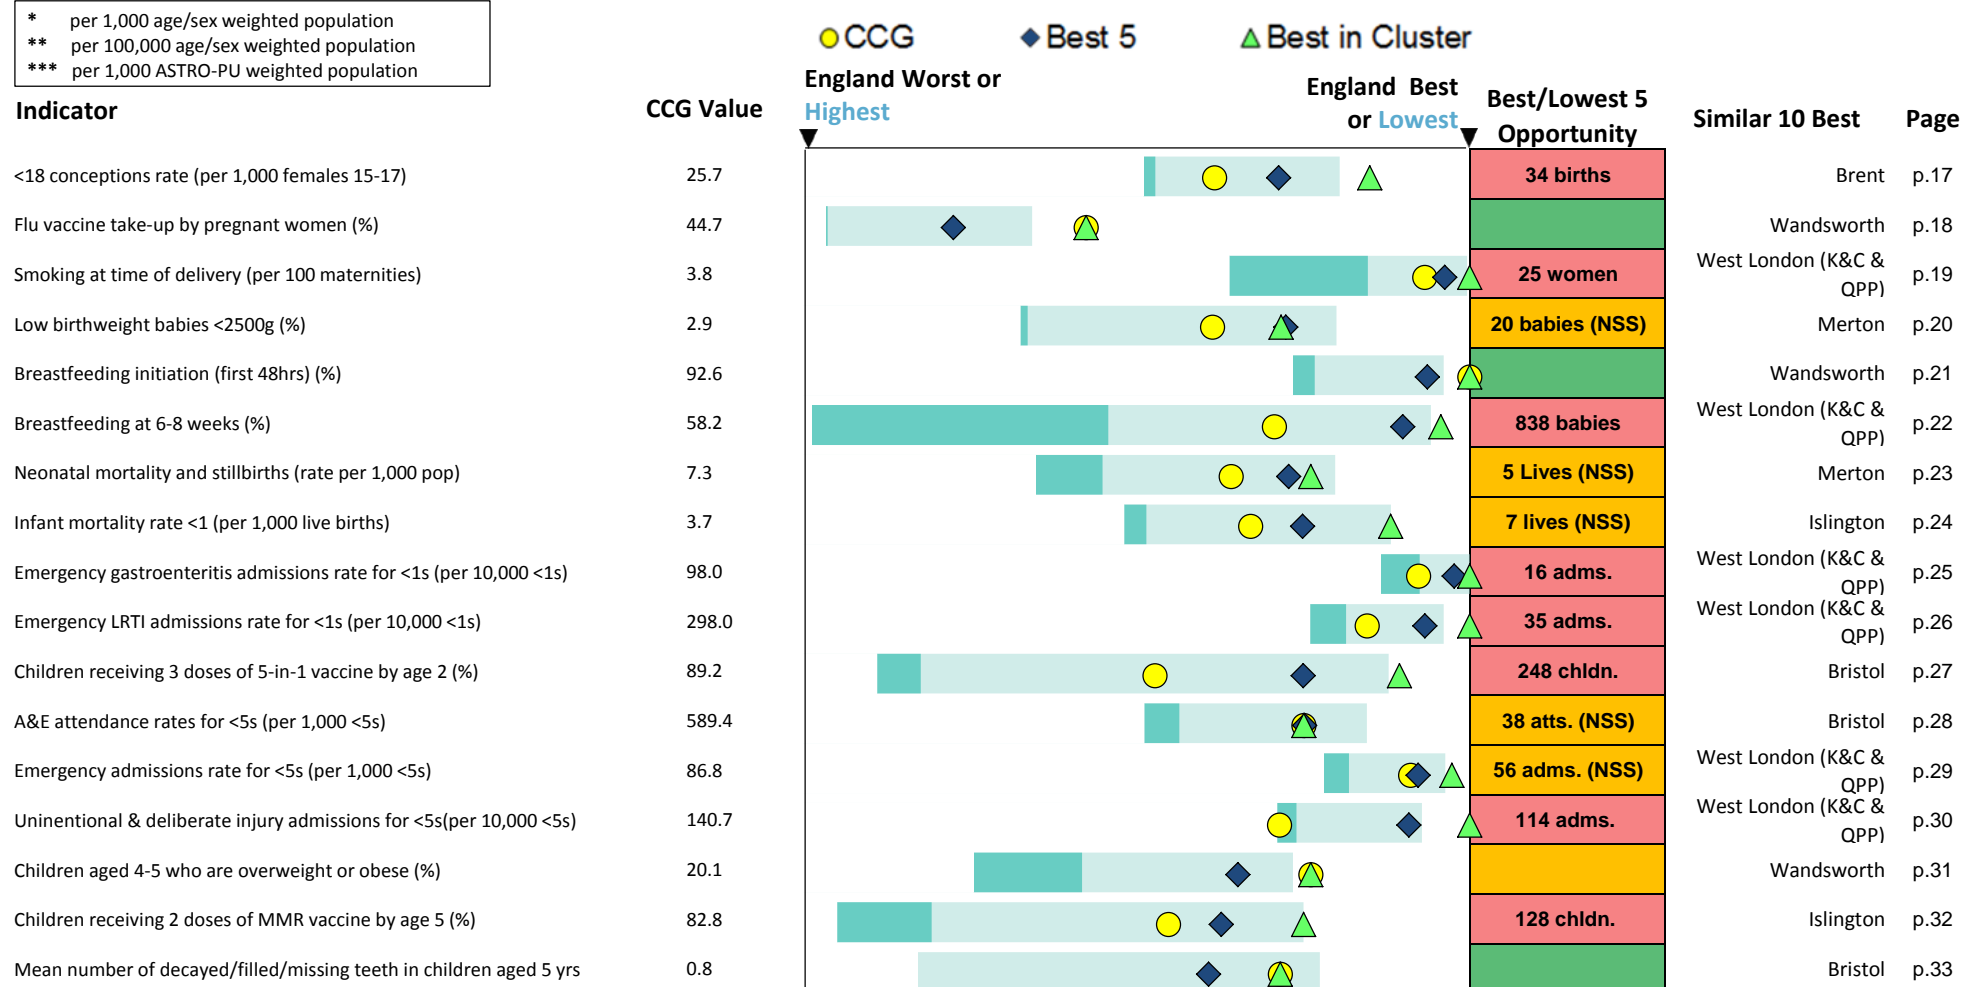 * per 1,000 age/sex weighted population
** per 100,000 age/sex weighted population
*** per 1,000 ASTRO-PU weighted population
CCG Best 5 Best in Cluster
Indicator CCG Value England Worst or Highest England Best or Lowest Best/Lowest 5 Opportunity Similar 10 Best Page
<18 conceptions rate (per 1,000 females 15-17) 25.7 34 births Brent p.17
Flu vaccine take-up by pregnant women (%) 44.7 Wandsworth p.18
Smoking at time of delivery (per 100 maternities) 3.8 25 women West London (K&C & QPP) p.19
Low birthweight babies <2500g (%) 2.9 20 babies (NSS) Merton p.20
Breastfeeding initiation (first 48hrs) (%) 92.6 Wandsworth p.21
Breastfeeding at 6-8 weeks (%) 58.2 838 babies West London (K&C & QPP) p.22
Neonatal mortality and stillbirths (rate per 1,000 pop) 7.3 5 Lives (NSS) Merton p.23
Infant mortality rate <1 (per 1,000 live births) 3.7 7 lives (NSS) Islington p.24
Emergency gastroenteritis admissions rate for <1s (per 10,000 <1s) 98.0 16 adms. West London (K&C & QPP) p.25
Emergency LRTI admissions rate for <1s (per 10,000 <1s) 298.0 35 adms. West London (K&C & QPP) p.26
Children receiving 3 doses of 5-in-1 vaccine by age 2 (%) 89.2 248 chldn. Bristol p.27
A&E attendance rates for <5s (per 1,000 <5s) 589.4 38 atts. (NSS) Bristol p.28
Emergency admissions rate for <5s (per 1,000 <5s) 86.8 56 adms. (NSS) West London (K&C & QPP) p.29
Uninentional & deliberate injury admissions for <5s(per 10,000 <5s) 140.7 114 adms. West London (K&C & QPP) p.30
Children aged 4-5 who are overweight or obese (%) 20.1 Wandsworth p.31
Children receiving 2 doses of MMR vaccine by age 5 (%) 82.8 128 chldn. Islington p.32
Mean number of decayed/filled/missing teeth in children aged 5 yrs 0.8 Bristol p.33